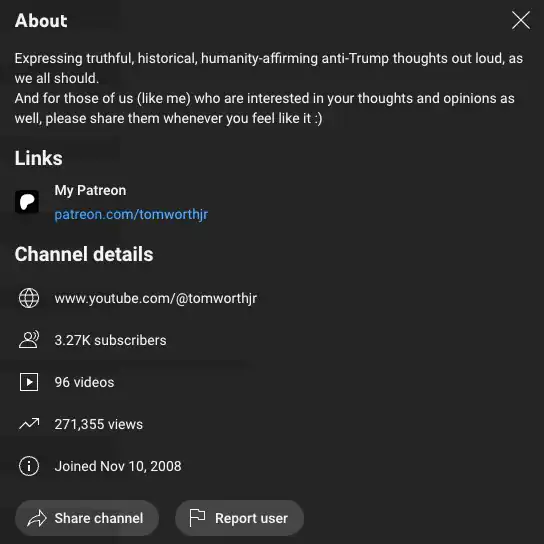 About
Expressing truthful, historical, humanity-affirming anti-Trump thoughts out loud, as
we all should.
And for those of us (like me) who are interested in your thoughts and opinions as
well, please share them whenever you feel like it :)
Links
My Patreon
patreon.com/tomworthjr
Channel details
www.youtube.com/@tomworthjr
3.27K subscribers
96 videos
271,355 views
Joined Nov 10, 2008
Share channel
Report user